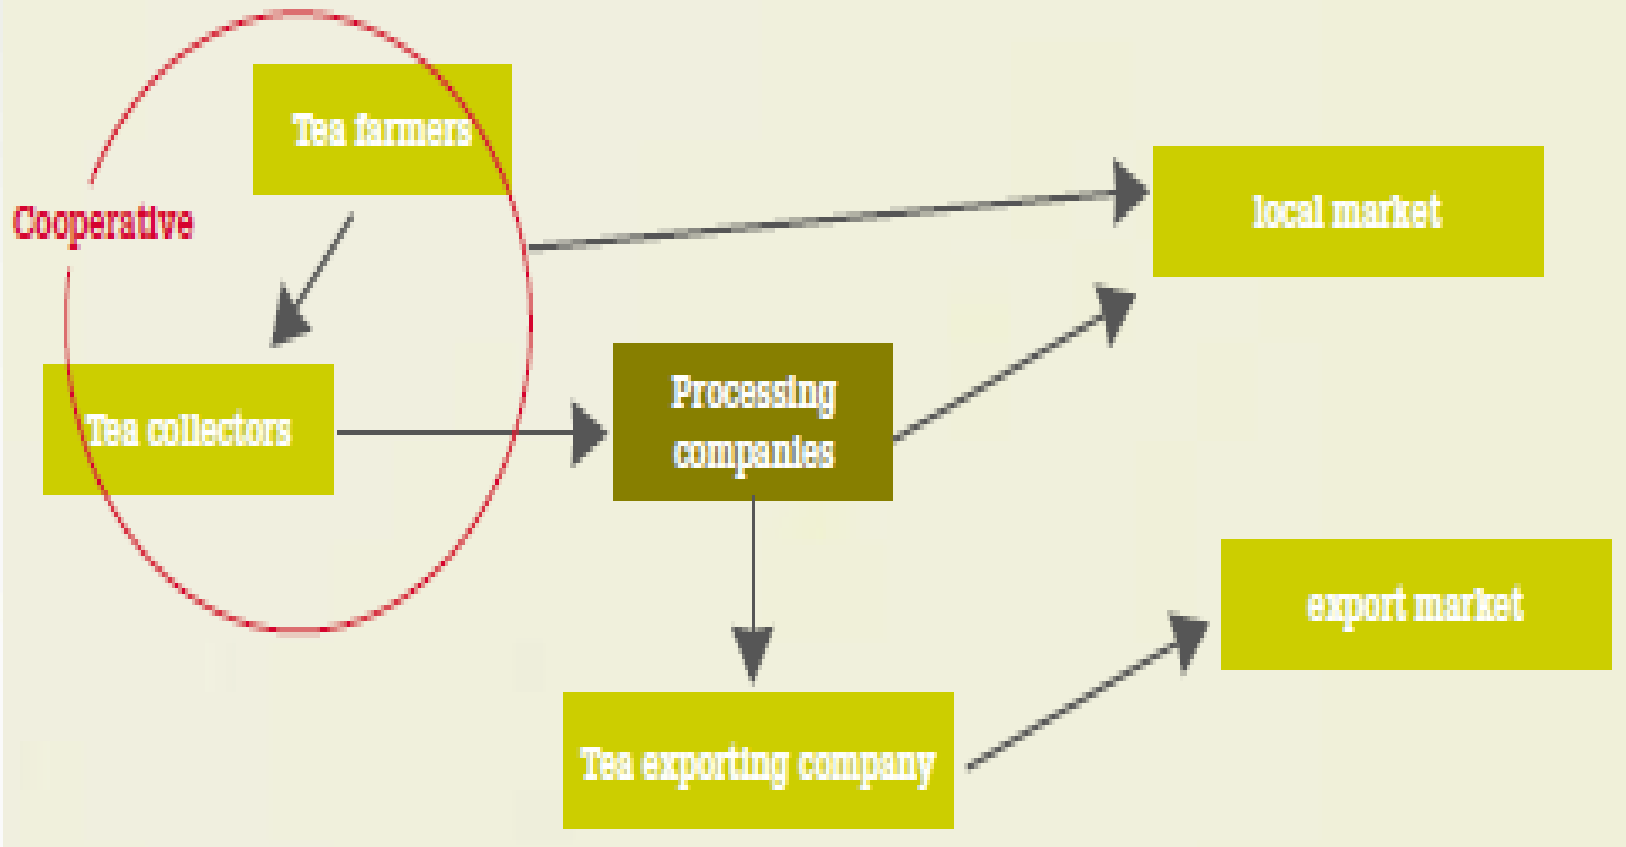 Tea farmers
Cooperative
local market
Tea collectors
Processing
companies
export market
Tea exporting company